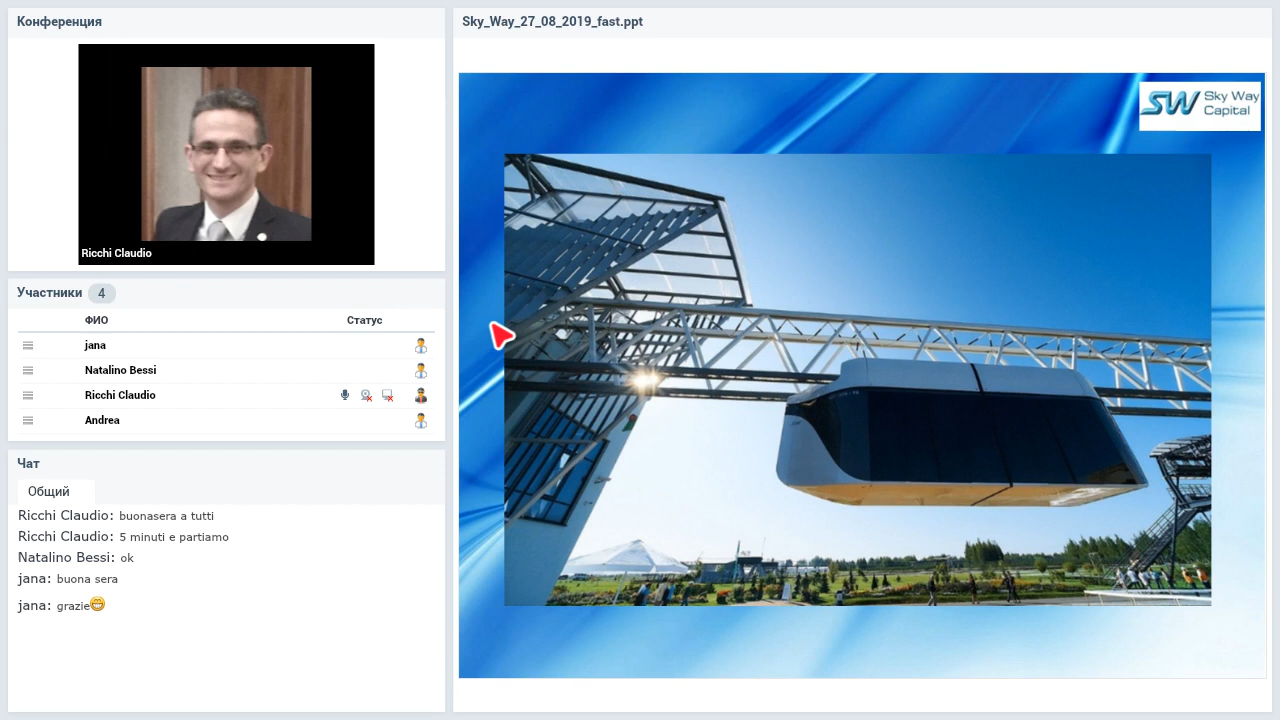 Конференция
Ricchi Claudio
Участники 4
ФИО Статус
jana
Natalino Bessi
Ricchi Claudio
Andrea
Чат
Общий
Ricchi Claudio: buonasera a tutti
Ricchi Claudio: 5 minuti e partiamo
Natalino Bessi: ok
jana: buona sera
jana: grazie
Sky_Way_27_08_2019_fast.ppt
SW Sky Way
Capital